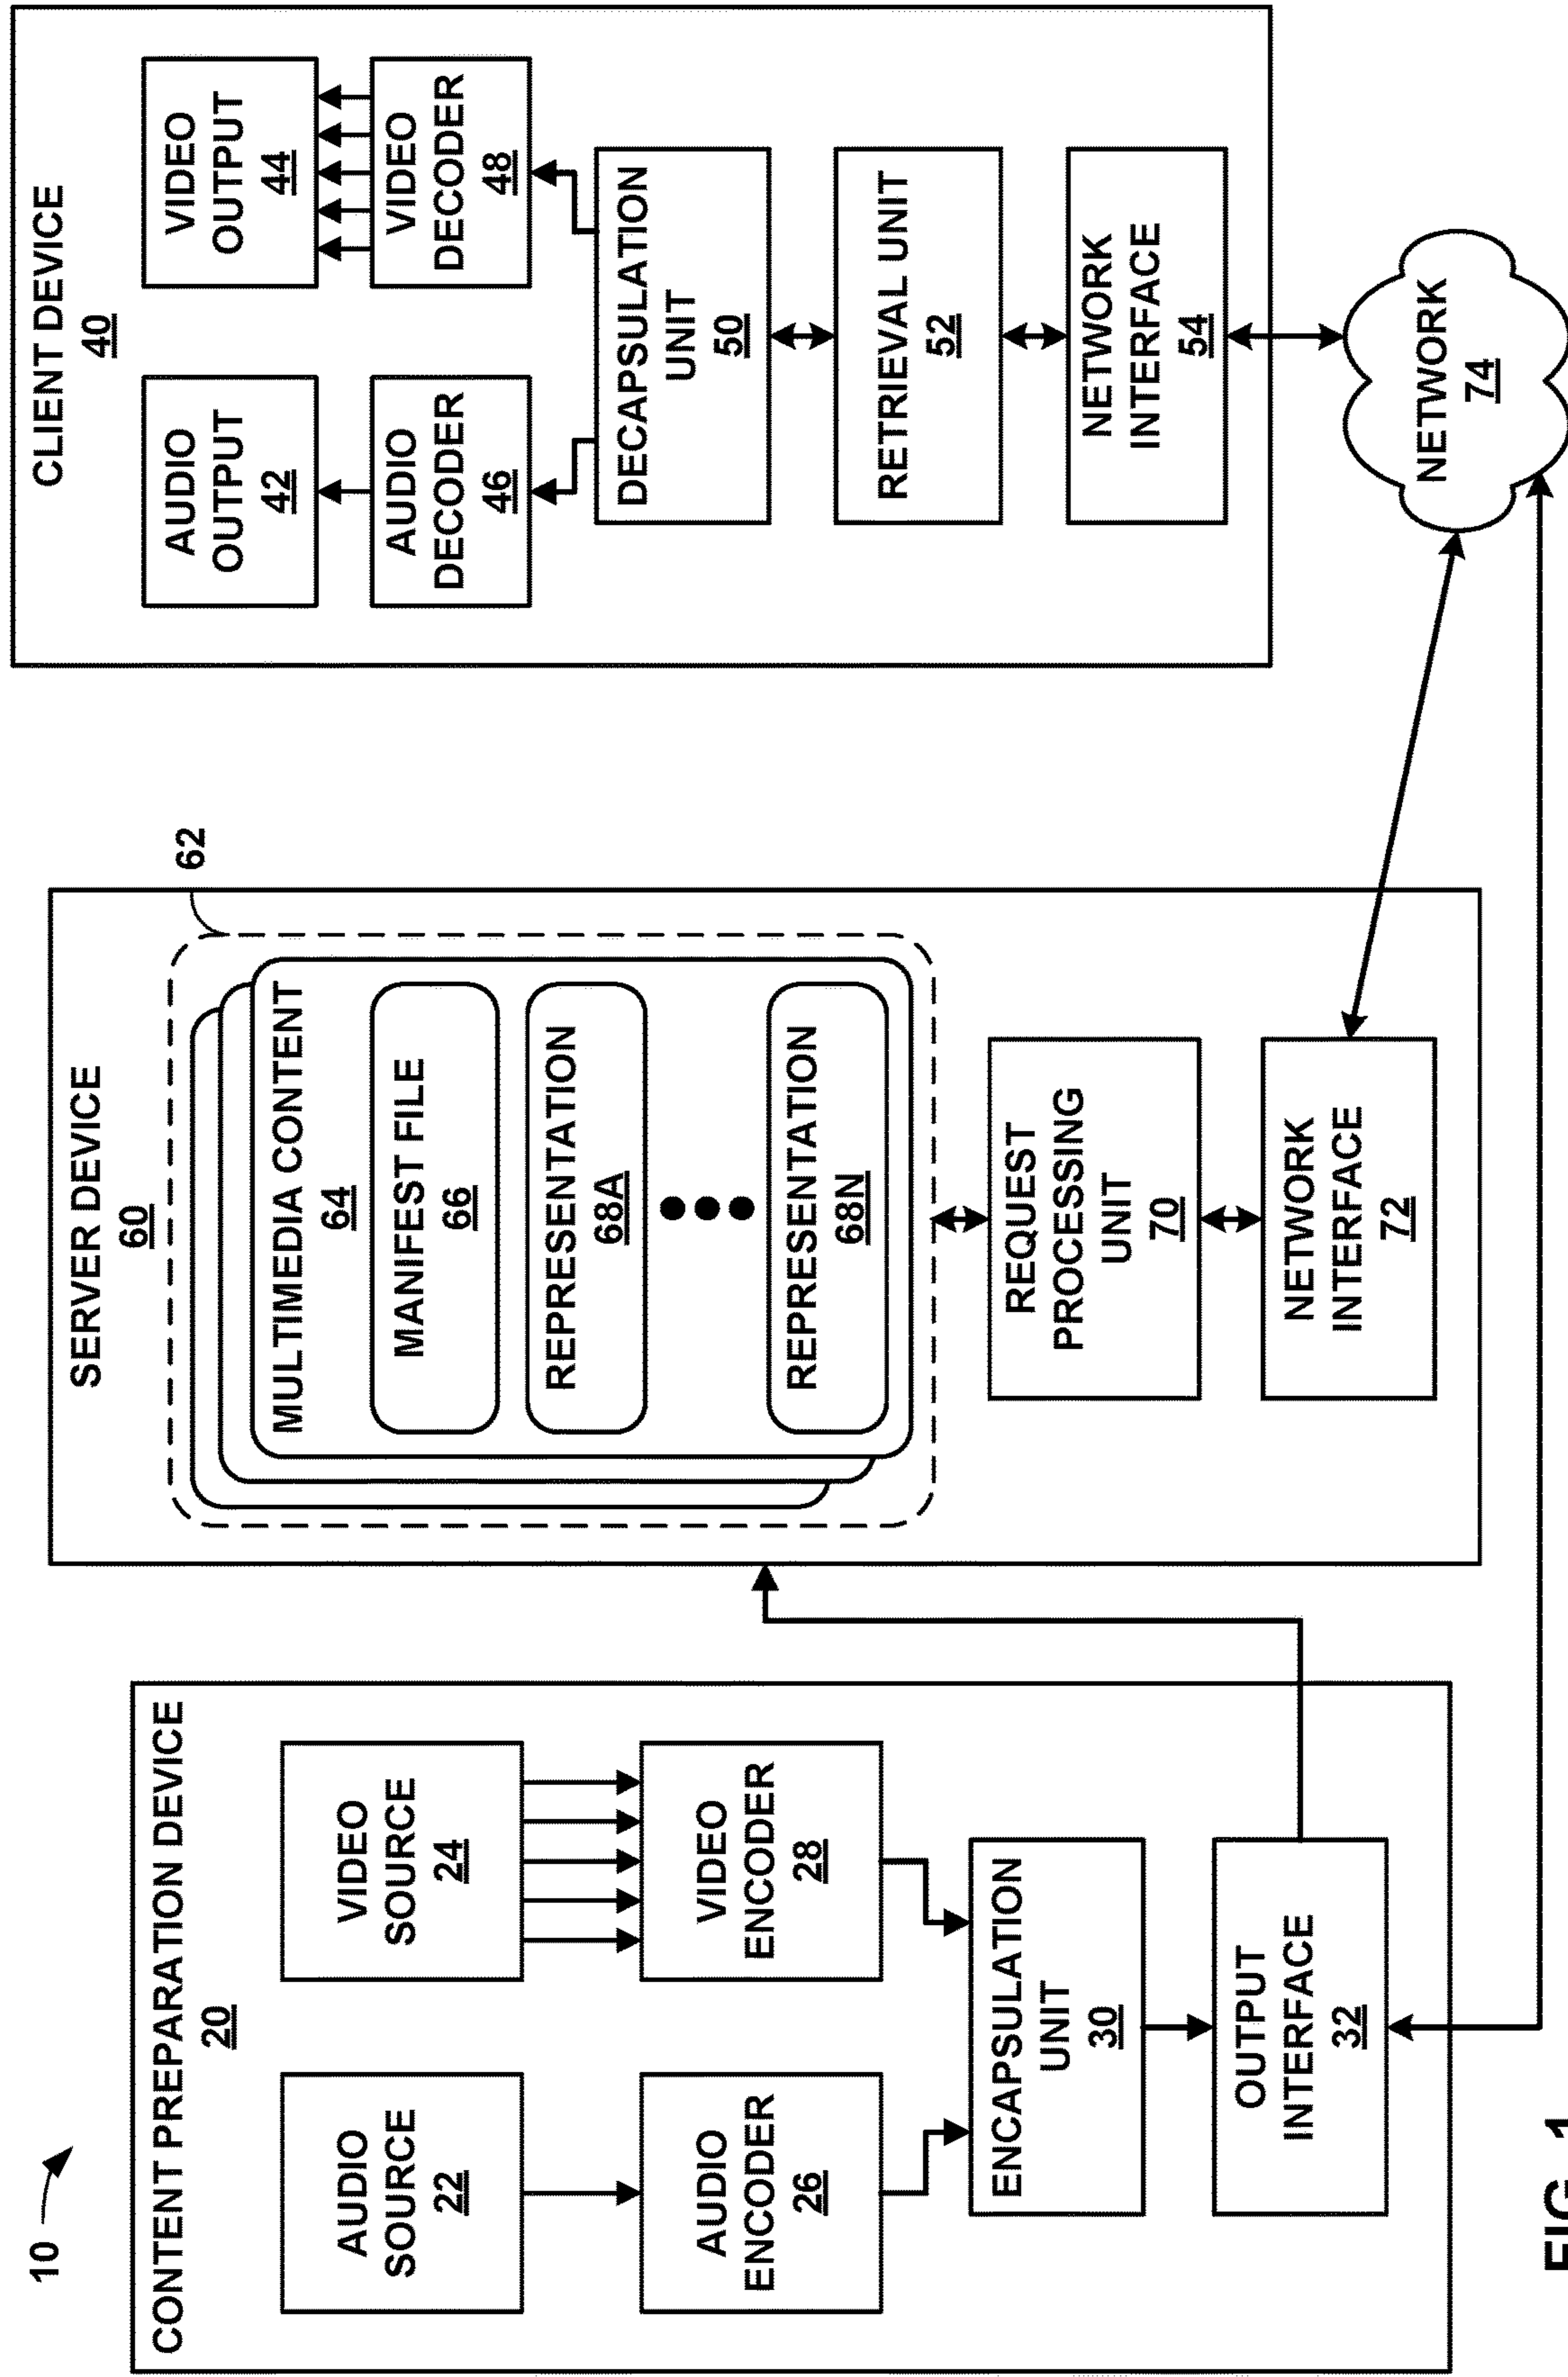 10
CONTENT PREPARATION DEVICE
20
AUDIO
SOURCE
22
VIDEO
SOURCE
24
AUDIO
ENCODER
26
VIDEO
ENCODER
28
ENCAPSULATION
UNIT
30
OUTPUT
INTERFACE
32
SERVER DEVICE
60
62
MULTIMEDIA CONTENT
64
MANIFEST FILE
66
REPRESENTATION
68A
REPRESENTATION
68N
REQUEST
PROCESSING
UNIT
70
NETWORK
INTERFACE
72
CLIENT DEVICE
40
AUDIO
OUTPUT
42
VIDEO
OUTPUT
44
AUDIO
DECODER
46
VIDEO
DECODER
48
DECAPSULATION
UNIT
50
RETRIEVAL UNIT
52
NETWORK
INTERFACE
54
NETWORK
74
FIG. 1